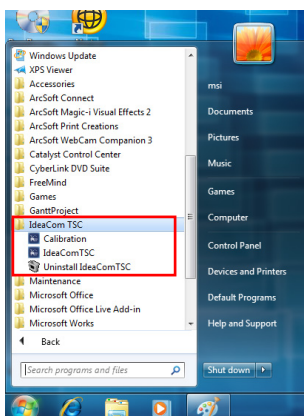 Windows Update
XPS Viewer
Accessories
ArcSoft Connect
ArcSoft Magic-i Visual Effects 2
ArcSoft Print Creations
ArcSoft WebCam Companion 3
Catalyst Control Center
CyberLink DVD Suite
FreeMind
Games
GanttProject
IdeaCom TSC
Calibration
IdeaComTSC
Uninstall IdeaComTSC
Maintenance
Microsoft Office
Microsoft Office Live Add-in
Microsoft Works
Back
Search programs and files
msi
Documents
Pictures
Music
Games
Computer
Control Panel
Devices and Printers
Default Programs
Help and Support
Shut down